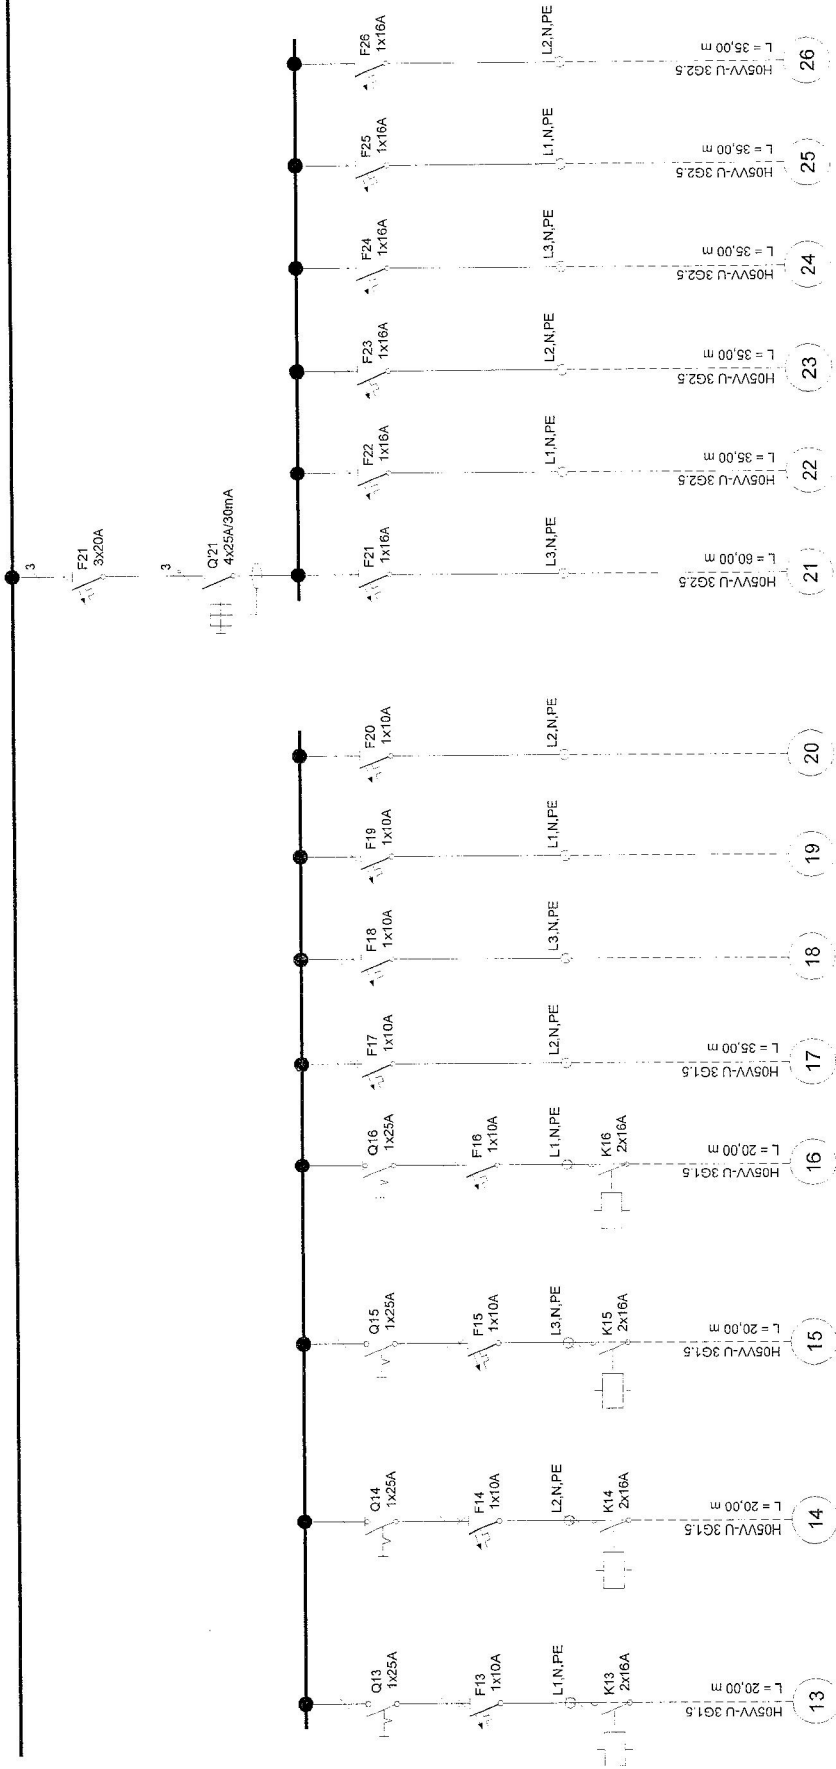 3
F21
3x20A
3
Q'21
4x25A/30mA
Q13
1x25A
F13
1x10A
L1,N,PE
K13
2x16A
H05VV-U 3G1.5
L = 20,00 m
13
Q14
1x25A
F14
1x10A
L2,N,PE
K14
2x16A
H05VV-U 3G1.5
L = 20,00 m
14
Q15
1x25A
F15
1x10A
L3,N,PE
K15
2x16A
H05VV-U 3G1.5
L = 20,00 m
15
Q16
1x25A
F16
1x10A
L1,N,PE
K16
2x16A
H05VV-U 3G1.5
L = 20,00 m
16
F17
1x10A
L2,N,PE
H05VV-U 3G1.5
L = 35,00 m
17
F18
1x10A
L3,N,PE
18
F19
1x10A
L1,N,PE
19
F20
1x10A
L2,N,PE
20
F21
1x16A
L3,N,PE
H05VV-U 3G2.5
L = 60,00 m
21
F22
1x16A
L1,N,PE
H05VV-U 3G2.5
L = 35,00 m
22
F23
1x16A
L2,N,PE
H05VV-U 3G2.5
L = 35,00 m
23
F24
1x16A
L3,N,PE
H05VV-U 3G2.5
L = 35,00 m
24
F25
1x16A
L1,N,PE
H05VV-U 3G2.5
L = 35,00 m
25
F26
1x16A
L2,N,PE
H05VV-U 3G2.5
L = 35,00 m
26